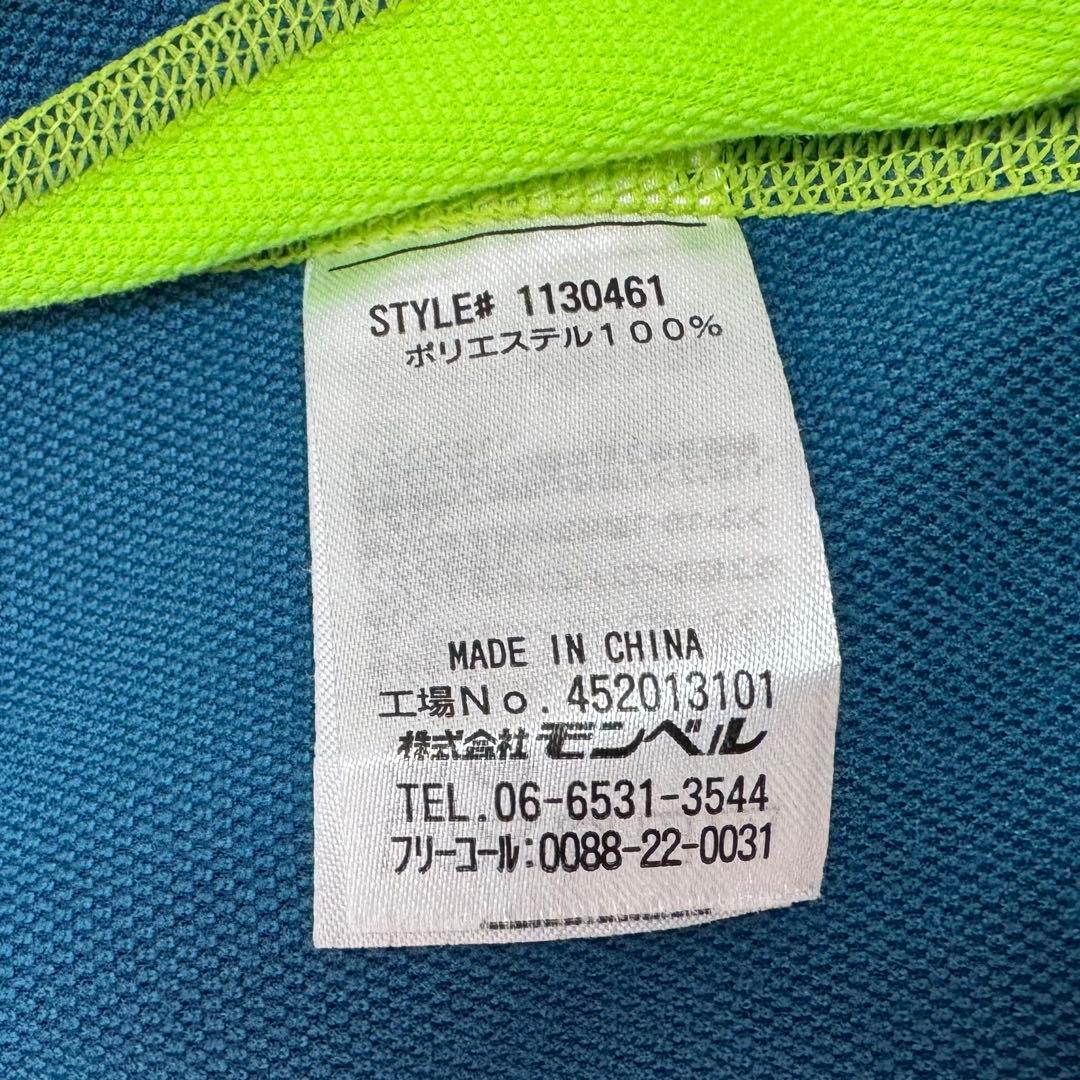 STYLE# 1130461
ポリエステル100%
MADE IN CHINA
工場No.452013101
株式会社モンベル
TEL.06-6531-3544
フリーコール:0088-22-0031